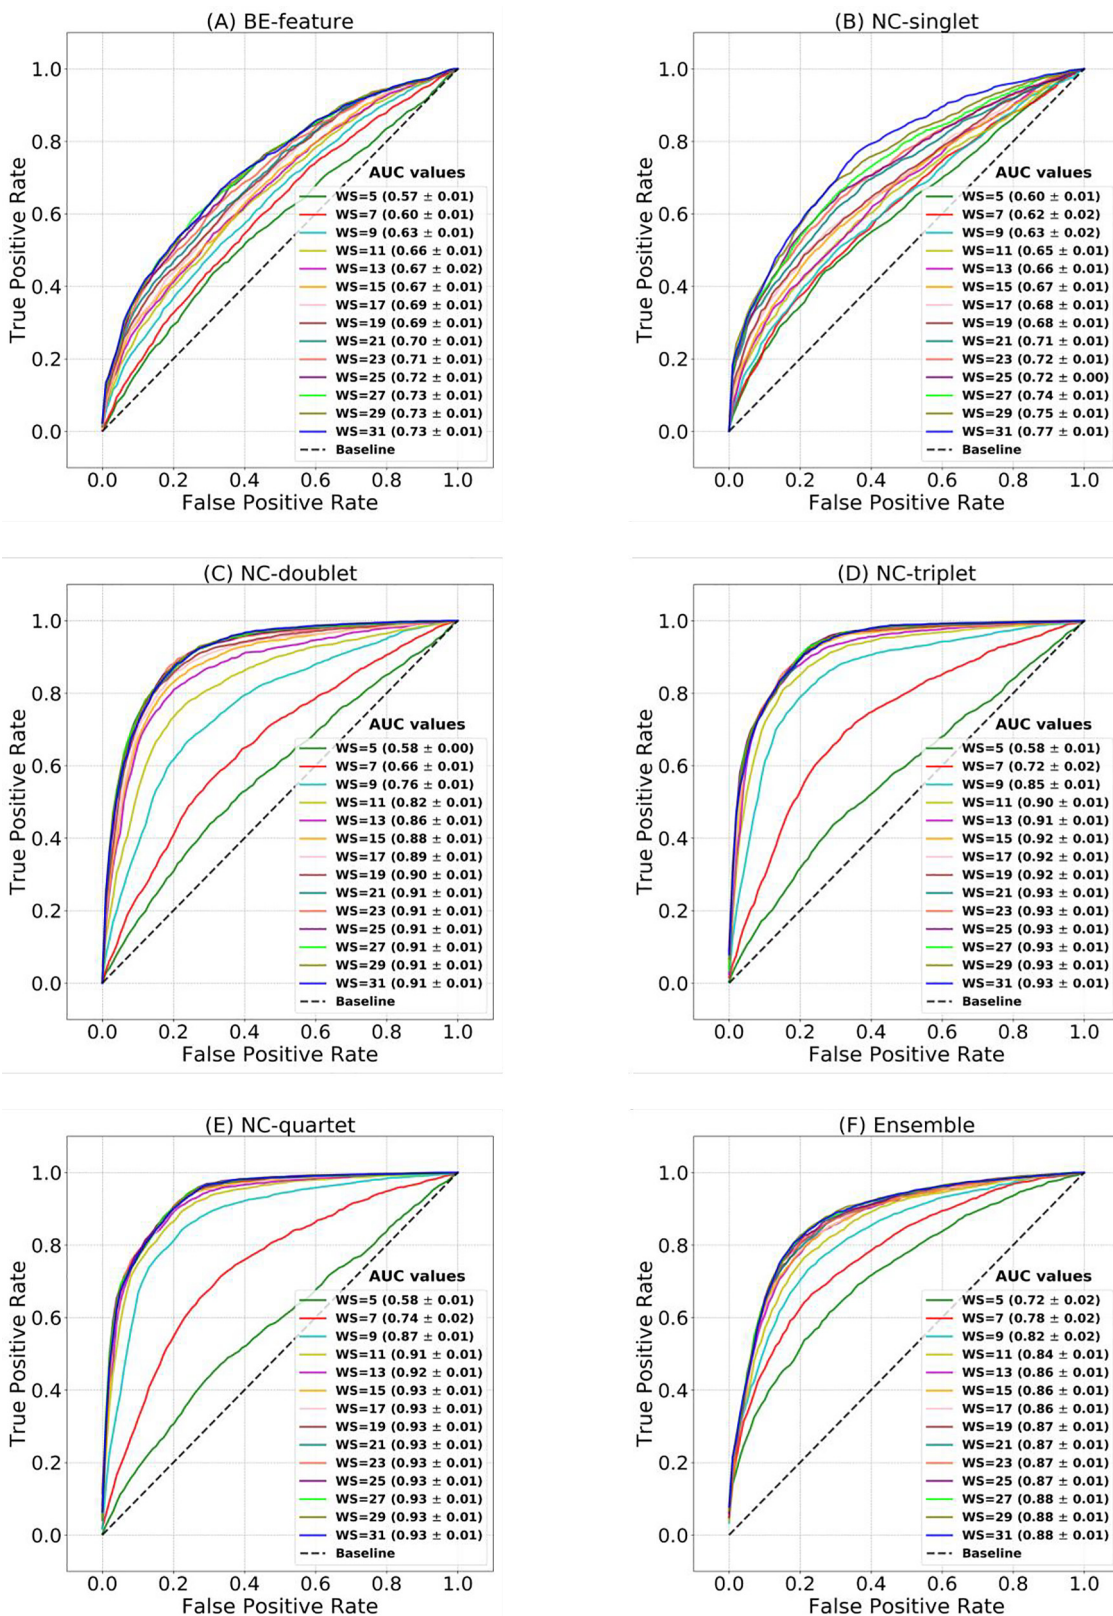 (A) BE-feature
1.0
0.8
0.6
0.4
0.2
0.0
True Positive Rate
AUC values
WS=5 (0.57 ± 0.01)
WS=7 (0.60 ± 0.01)
WS=9 (0.63 ± 0.01)
WS=11 (0.66 ± 0.01)
WS=13 (0.67 ± 0.02)
WS=15 (0.67 ± 0.01)
WS=17 (0.69 ± 0.01)
WS=19 (0.69 ± 0.01)
WS=21 (0.70 ± 0.01)
WS=23 (0.71 ± 0.01)
WS=25 (0.72 ± 0.01)
WS=27 (0.73 ± 0.01)
WS=29 (0.73 ± 0.01)
WS=31 (0.73 ± 0.01)
Baseline
0.0 0.2 0.4 0.6 0.8 1.0
False Positive Rate
(B) NC-singlet
1.0
0.8
0.6
0.4
0.2
0.0
True Positive Rate
AUC values
WS=5 (0.60 ± 0.01)
WS=7 (0.62 ± 0.02)
WS=9 (0.63 ± 0.02)
WS=11 (0.65 ± 0.01)
WS=13 (0.66 ± 0.01)
WS=15 (0.67 ± 0.01)
WS=17 (0.68 ± 0.01)
WS=19 (0.68 ± 0.01)
WS=21 (0.71 ± 0.01)
WS=23 (0.72 ± 0.01)
WS=25 (0.72 ± 0.00)
WS=27 (0.74 ± 0.01)
WS=29 (0.75 ± 0.01)
WS=31 (0.77 ± 0.01)
Baseline
0.0 0.2 0.4 0.6 0.8 1.0
False Positive Rate
(C) NC-doublet
1.0
0.8
0.6
0.4
0.2
0.0
True Positive Rate
AUC values
WS=5 (0.58 ± 0.00)
WS=7 (0.66 ± 0.01)
WS=9 (0.76 ± 0.01)
WS=11 (0.82 ± 0.01)
WS=13 (0.86 ± 0.01)
WS=15 (0.88 ± 0.01)
WS=17 (0.89 ± 0.01)
WS=19 (0.90 ± 0.01)
WS=21 (0.91 ± 0.01)
WS=23 (0.91 ± 0.01)
WS=25 (0.91 ± 0.01)
WS=27 (0.91 ± 0.01)
WS=29 (0.91 ± 0.01)
WS=31 (0.91 ± 0.01)
Baseline
0.0 0.2 0.4 0.6 0.8 1.0
False Positive Rate
(D) NC-triplet
1.0
0.8
0.6
0.4
0.2
0.0
True Positive Rate
AUC values
WS=5 (0.58 ± 0.01)
WS=7 (0.72 ± 0.02)
WS=9 (0.85 ± 0.01)
WS=11 (0.90 ± 0.01)
WS=13 (0.91 ± 0.01)
WS=15 (0.92 ± 0.01)
WS=17 (0.92 ± 0.01)
WS=19 (0.92 ± 0.01)
WS=21 (0.93 ± 0.01)
WS=23 (0.93 ± 0.01)
WS=25 (0.93 ± 0.01)
WS=27 (0.93 ± 0.01)
WS=29 (0.93 ± 0.01)
WS=31 (0.93 ± 0.01)
Baseline
0.0 0.2 0.4 0.6 0.8 1.0
False Positive Rate
(E) NC-quartet
1.0
0.8
0.6
0.4
0.2
0.0
True Positive Rate
AUC values
WS=5 (0.58 ± 0.01)
WS=7 (0.74 ± 0.02)
WS=9 (0.87 ± 0.01)
WS=11 (0.91 ± 0.01)
WS=13 (0.92 ± 0.01)
WS=15 (0.93 ± 0.01)
WS=17 (0.93 ± 0.01)
WS=19 (0.93 ± 0.01)
WS=21 (0.93 ± 0.01)
WS=23 (0.93 ± 0.01)
WS=25 (0.93 ± 0.01)
WS=27 (0.93 ± 0.01)
WS=29 (0.93 ± 0.01)
WS=31 (0.93 ± 0.01)
Baseline
0.0 0.2 0.4 0.6 0.8 1.0
False Positive Rate
(F) Ensemble
1.0
0.8
0.6
0.4
0.2
0.0
True Positive Rate
AUC values
WS=5 (0.72 ± 0.02)
WS=7 (0.78 ± 0.02)
WS=9 (0.82 ± 0.02)
WS=11 (0.84 ± 0.01)
WS=13 (0.86 ± 0.01)
WS=15 (0.86 ± 0.01)
WS=17 (0.86 ± 0.01)
WS=19 (0.87 ± 0.01)
WS=21 (0.87 ± 0.01)
WS=23 (0.87 ± 0.01)
WS=25 (0.87 ± 0.01)
WS=27 (0.88 ± 0.01)
WS=29 (0.88 ± 0.01)
WS=31 (0.88 ± 0.01)
Baseline
0.0 0.2 0.4 0.6 0.8 1.0
False Positive Rate